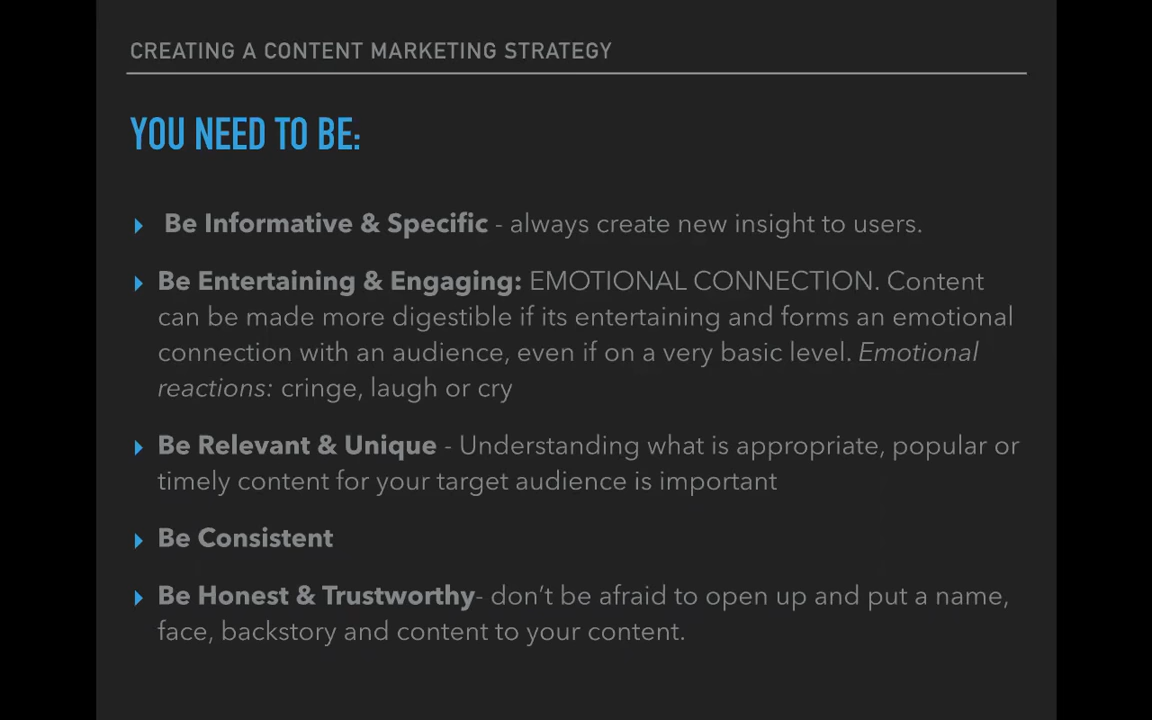 CREATING A CONTENT MARKETING STRATEGY
YOU NEED TO BE:
Be Informative & Specific - always create new insight to users.
Be Entertaining & Engaging: EMOTIONAL CONNECTION. Content
can be made more digestible if its entertaining and forms an emotional
connection with an audience, even if on a very basic level. Emotional
reactions: cringe, laugh or cry
Be Relevant & Unique - Understanding what is appropriate, popular or
timely content for your target audience is important
Be Consistent
Be Honest & Trustworthy- don’t be afraid to open up and put a name,
face, backstory and content to your content.